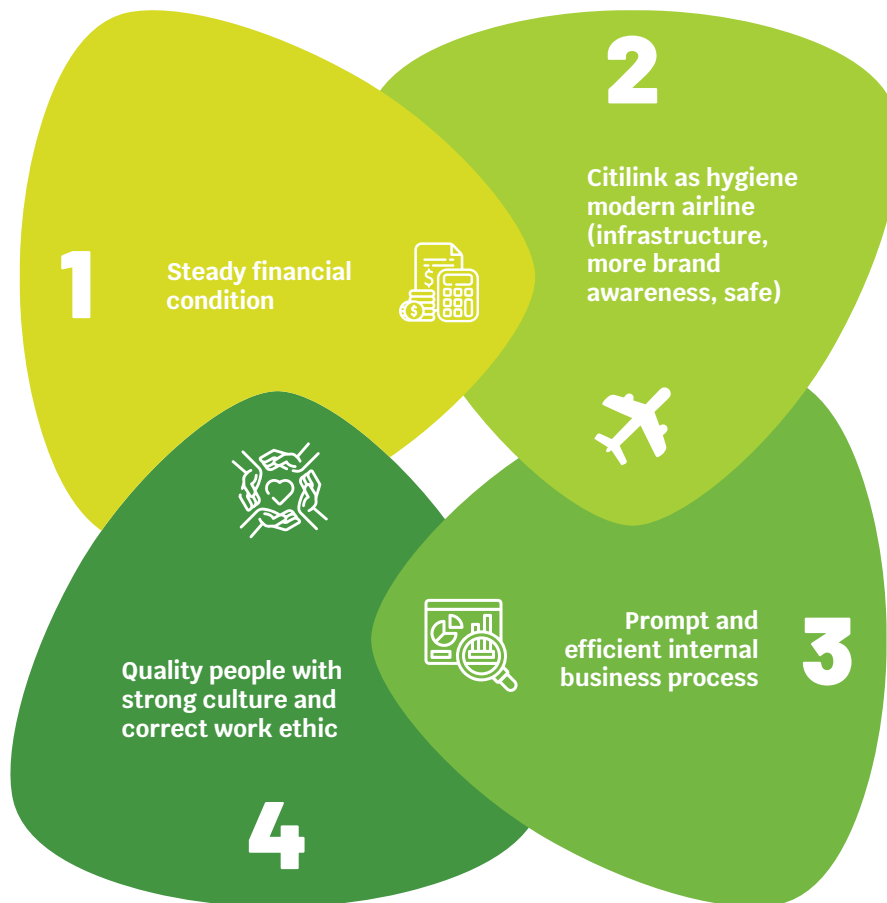 1
Steady financial
condition
2
Citilink as hygiene
modern airline
(infrastructure,
more brand
awareness, safe)
3
Prompt and
efficient internal
business process
4
Quality people with
strong culture and
correct work ethic